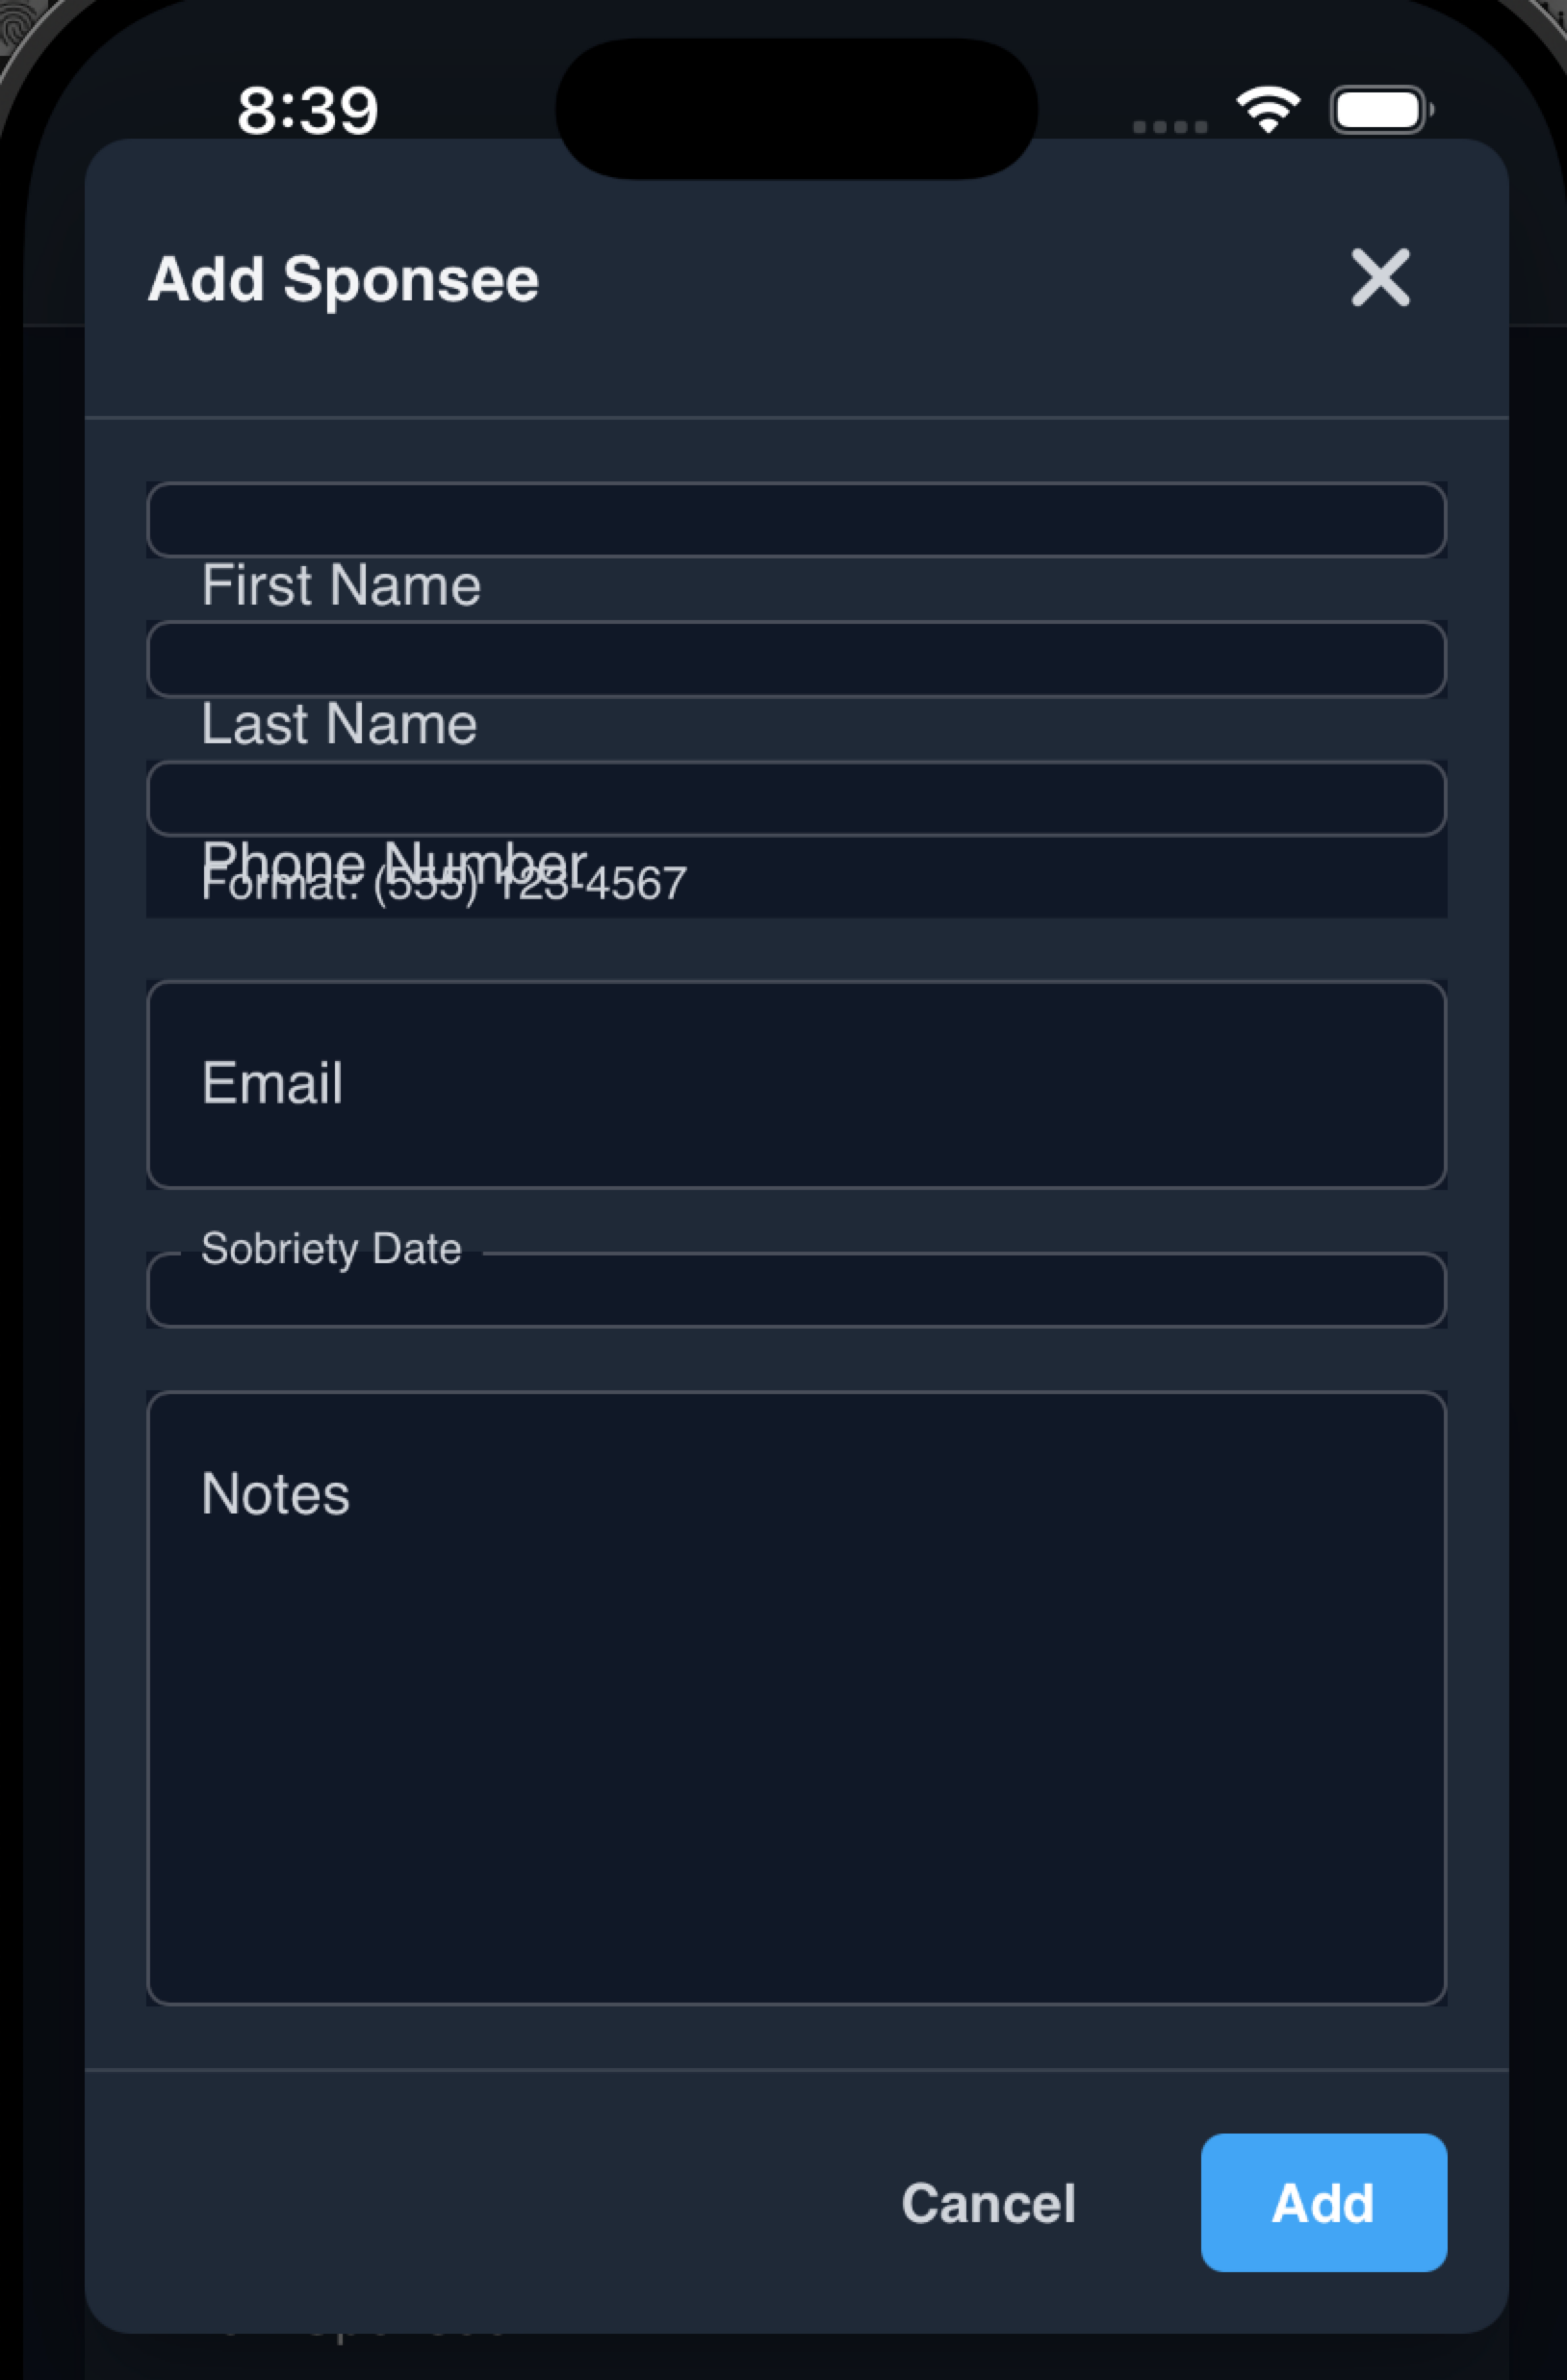 8:39
Add Sponsee
First Name
Last Name
Phone Number
Format: (555) 123-4567
Email
Sobriety Date
Notes
Cancel
Add